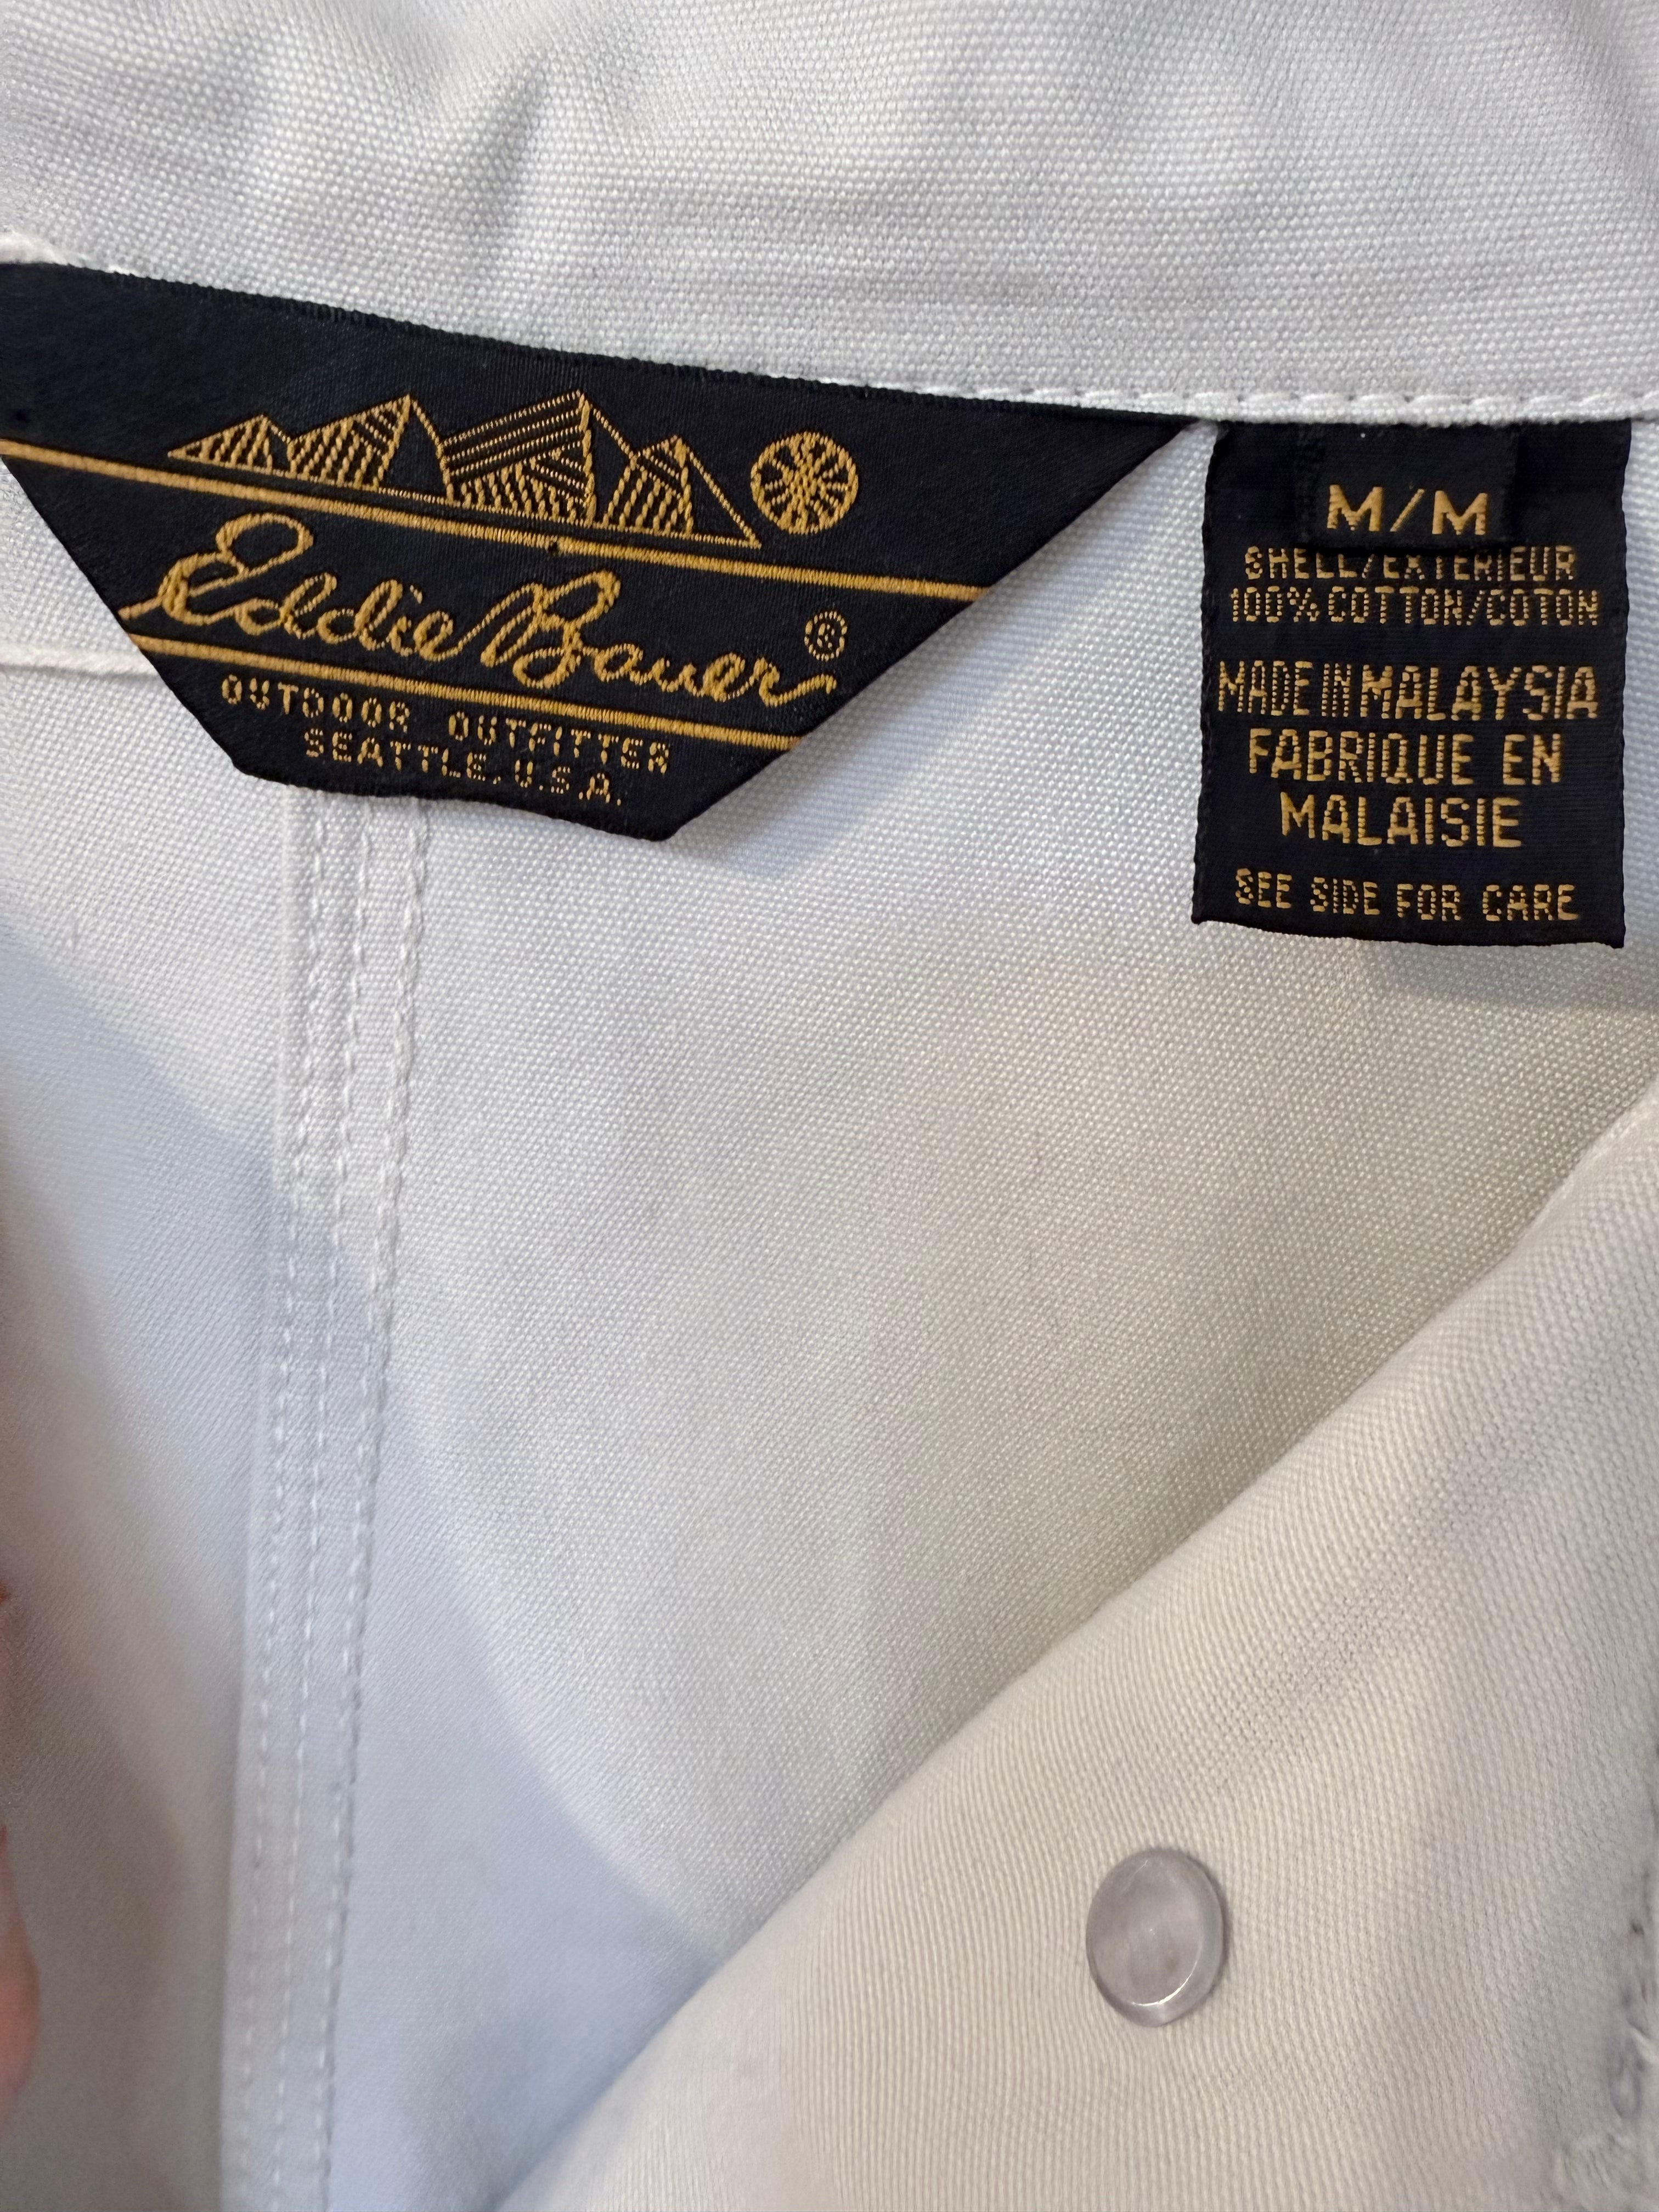 Eddie Bauer®
OUTDOOR OUTFITTER
SEATTLE, U.S.A.
M/M
SHELL/EXTERIEUR
100% COTTON/COTON
MADE IN MALAYSIA
FABRIQUE EN
MALAISIE
SEE SIDE FOR CARE